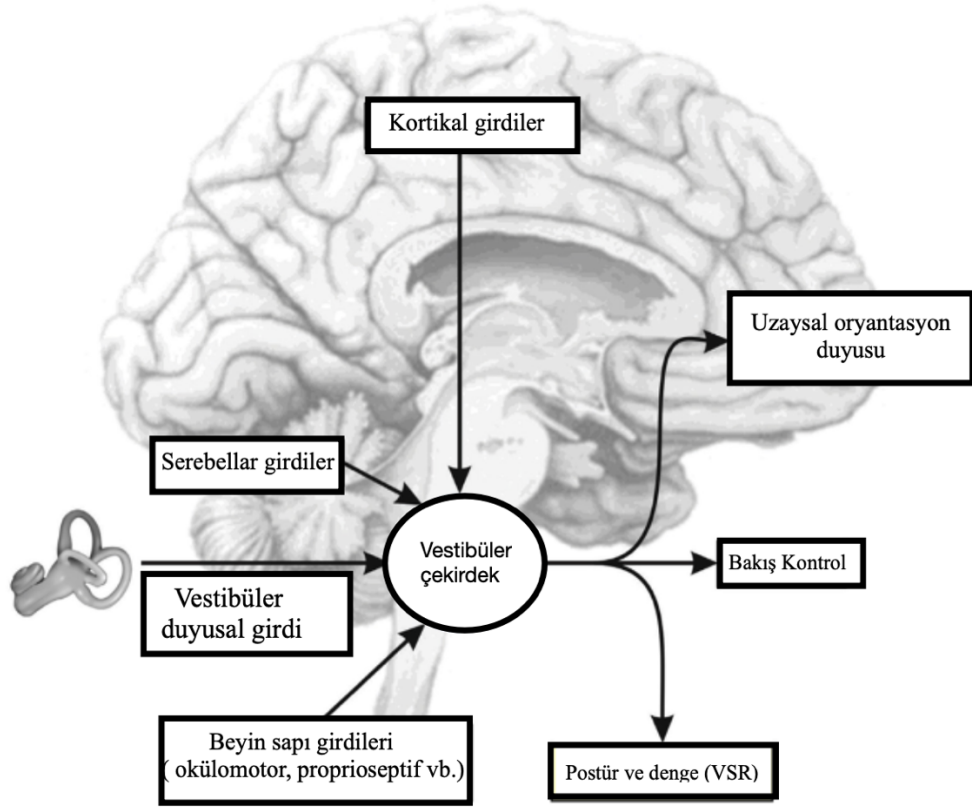 Kortikal girdiler
Uzaysal oryantasyon
duyusu
Serebellar girdiler
Vestibüler
çekirdek
Bakış Kontrol
Vestibüler
duyusal girdi
Beyin sapı girdileri
( okülomotor, proprioseptif vb.)
Postür ve denge (VSR)